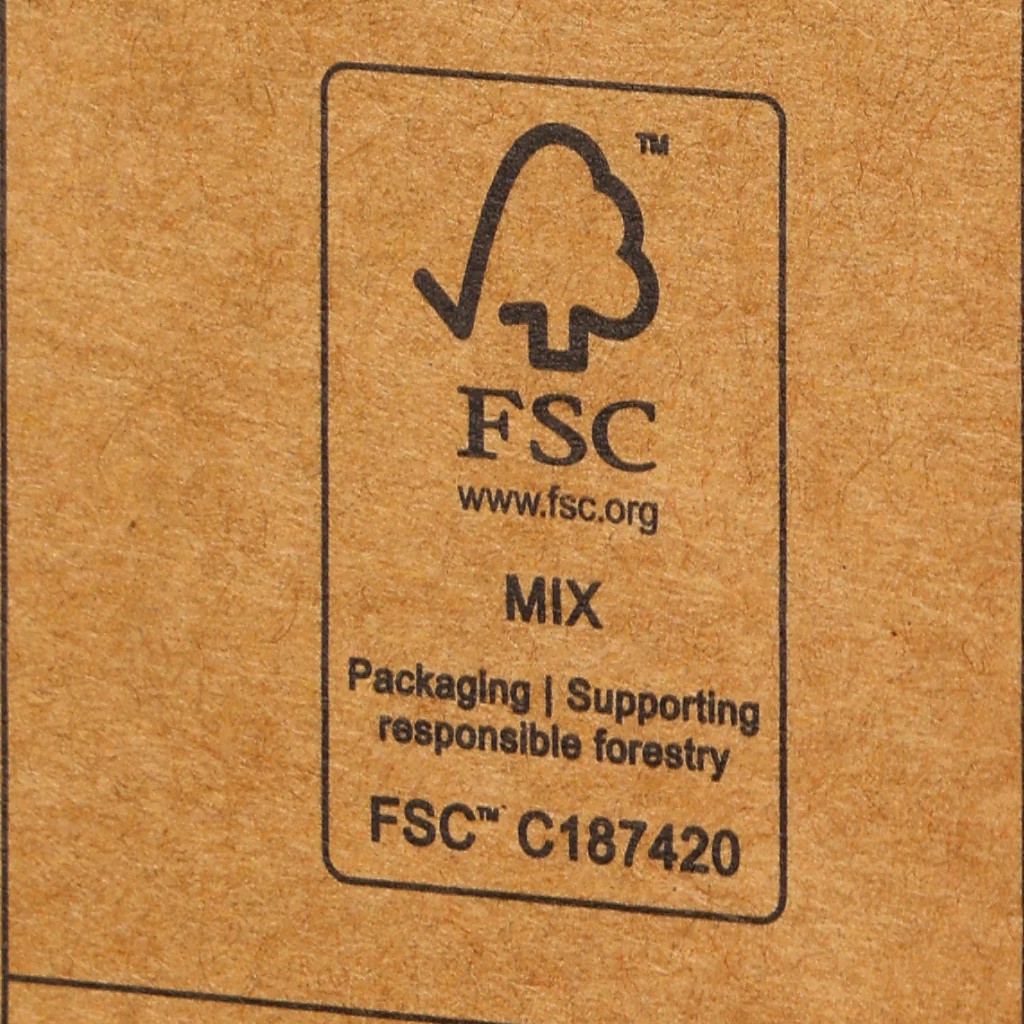 TM
FSC
www.fsc.org
MIX
Packaging | Supporting
responsible forestry
FSC™ C187420